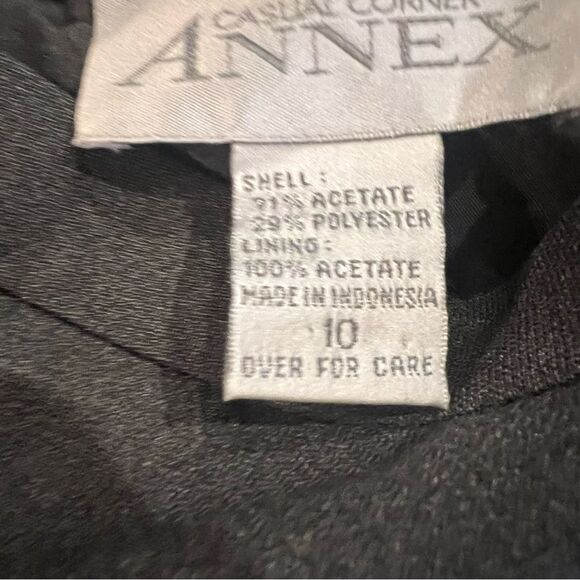 CASUAL CORNER
ANNEX
SHELL:
71% ACETATE
29% POLYESTER
LINING:
100% ACETATE
MADE IN INDONESIA
10
OVER FOR CARE